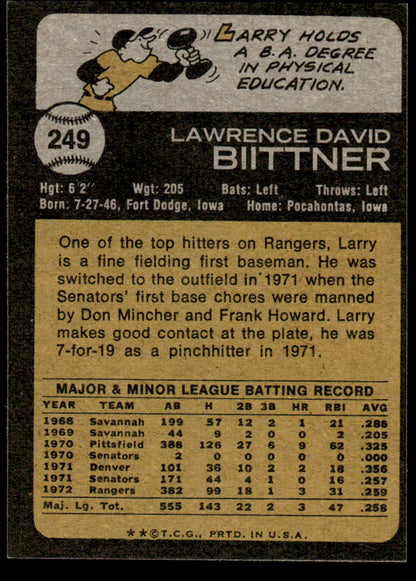 LARRY HOLDS
A B.A. DEGREE
IN PHYSICAL
EDUCATION.
249
LAWRENCE DAVID
BIITTNER
Hgt: 6'2" Wgt: 205 Bats: Left Throws: Left
Born: 7-27-46, Fort Dodge, Iowa Home: Pocahontas, Iowa
One of the top hitters on Rangers, Larry
is a fine fielding first baseman. He was
switched to the outfield in 1971 when the
Senators' first base chores were manned
by Don Mincher and Frank Howard. Larry
makes good contact at the plate, he was
7-for-19 as a pinchhitter in 1971.
MAJOR & MINOR LEAGUE BATTING RECORD
YEAR TEAM AB H 2B 3B HR RBI AVG
1968 Savannah 199 57 12 2 1 21 .286
1969 Savannah 44 9 2 0 0 2 .205
1970 Pittsfield 388 126 27 6 9 62 .325
1970 Senators 2 0 0 0 0 0 .000
1971 Denver 101 36 10 2 2 18 .356
1971 Senators 171 44 4 1 0 16 .257
1972 Rangers 382 99 18 1 3 31 .259
Maj. Lg. Tot. 555 143 22 2 3 47 .258
**©T.C.G., PRTD. IN U.S.A.